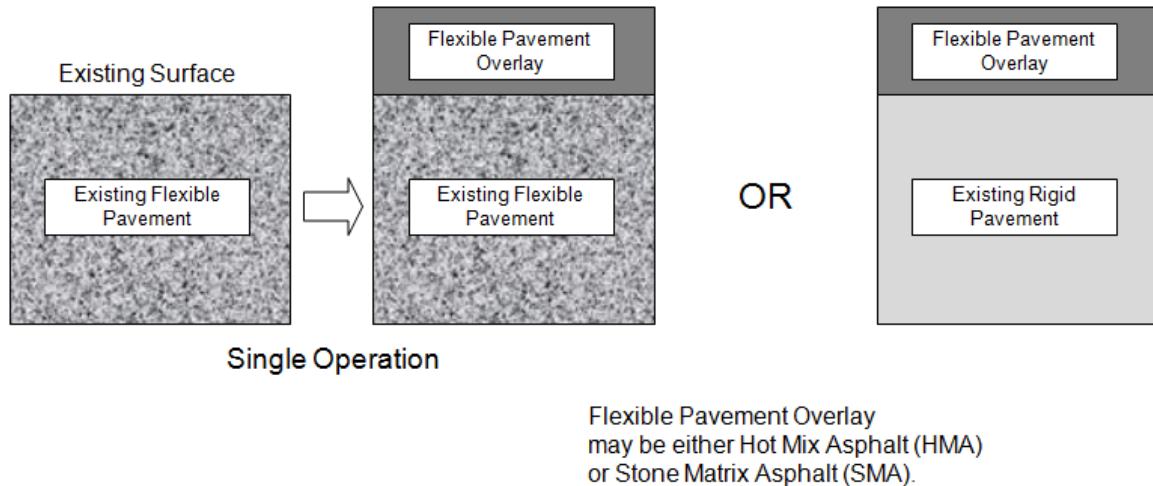 Existing Surface
Existing Flexible
Pavement
Flexible Pavement
Overlay
Existing Flexible
Pavement
OR
Flexible Pavement
Overlay
Existing Rigid
Pavement
Single Operation
Flexible Pavement Overlay
may be either Hot Mix Asphalt (HMA)
or Stone Matrix Asphalt (SMA).